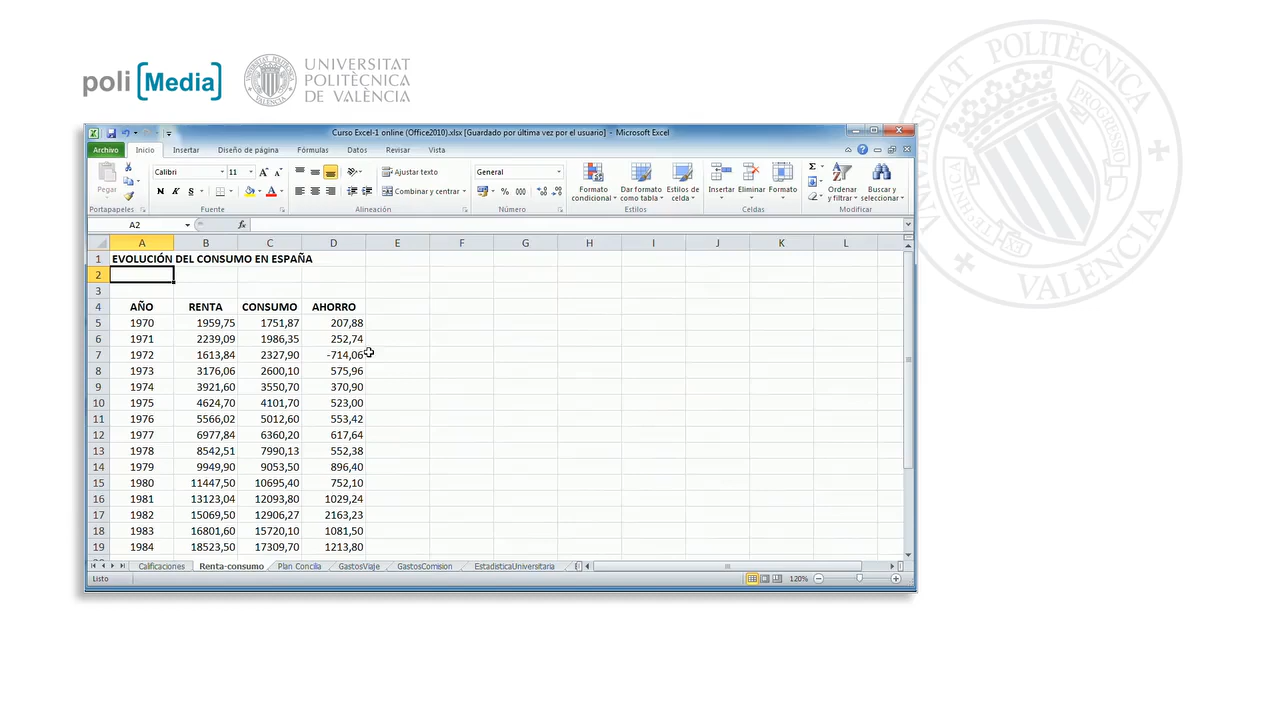 poli [Media]
UNIVERSITAT
POLITÈCNICA
DE VALÈNCIA
UNIVERSITAT POLITÈCNICA
DE VALÈNCIA
Curso Excel-1 online (Office2010).xlsx [Guardado por última vez por el usuario] - Microsoft Excel
Archivo Inicio Insertar Diseño de página Fórmulas Datos Revisar Vista
Pegar
Calibri 11
N K S
Ajustar texto
Combinar y centrar
General
% 000
Formato condicional
Dar formato como tabla
Estilos de celda
Insertar Eliminar Formato
Ordenar y filtrar
Buscar y seleccionar
Portapapeles Fuente Alineación Número Estilos Celdas Modificar
A2 fx
A B C D E F G H I J K L
1 EVOLUCIÓN DEL CONSUMO EN ESPAÑA
2
3
4 AÑO RENTA CONSUMO AHORRO
5 1970 1959,75 1751,87 207,88
6 1971 2239,09 1986,35 252,74
7 1972 1613,84 2327,90 -714,06
8 1973 3176,06 2600,10 575,96
9 1974 3921,60 3550,70 370,90
10 1975 4624,70 4101,70 523,00
11 1976 5566,02 5012,60 553,42
12 1977 6977,84 6360,20 617,64
13 1978 8542,51 7990,13 552,38
14 1979 9949,90 9053,50 896,40
15 1980 11447,50 10695,40 752,10
16 1981 13123,04 12093,80 1029,24
17 1982 15069,50 12906,27 2163,23
18 1983 16801,60 15720,10 1081,50
19 1984 18523,50 17309,70 1213,80
Calificaciones Renta-consumo Plan Concilia GastosViaje GastosComision EstadisticaUniversitaria
Listo 120%